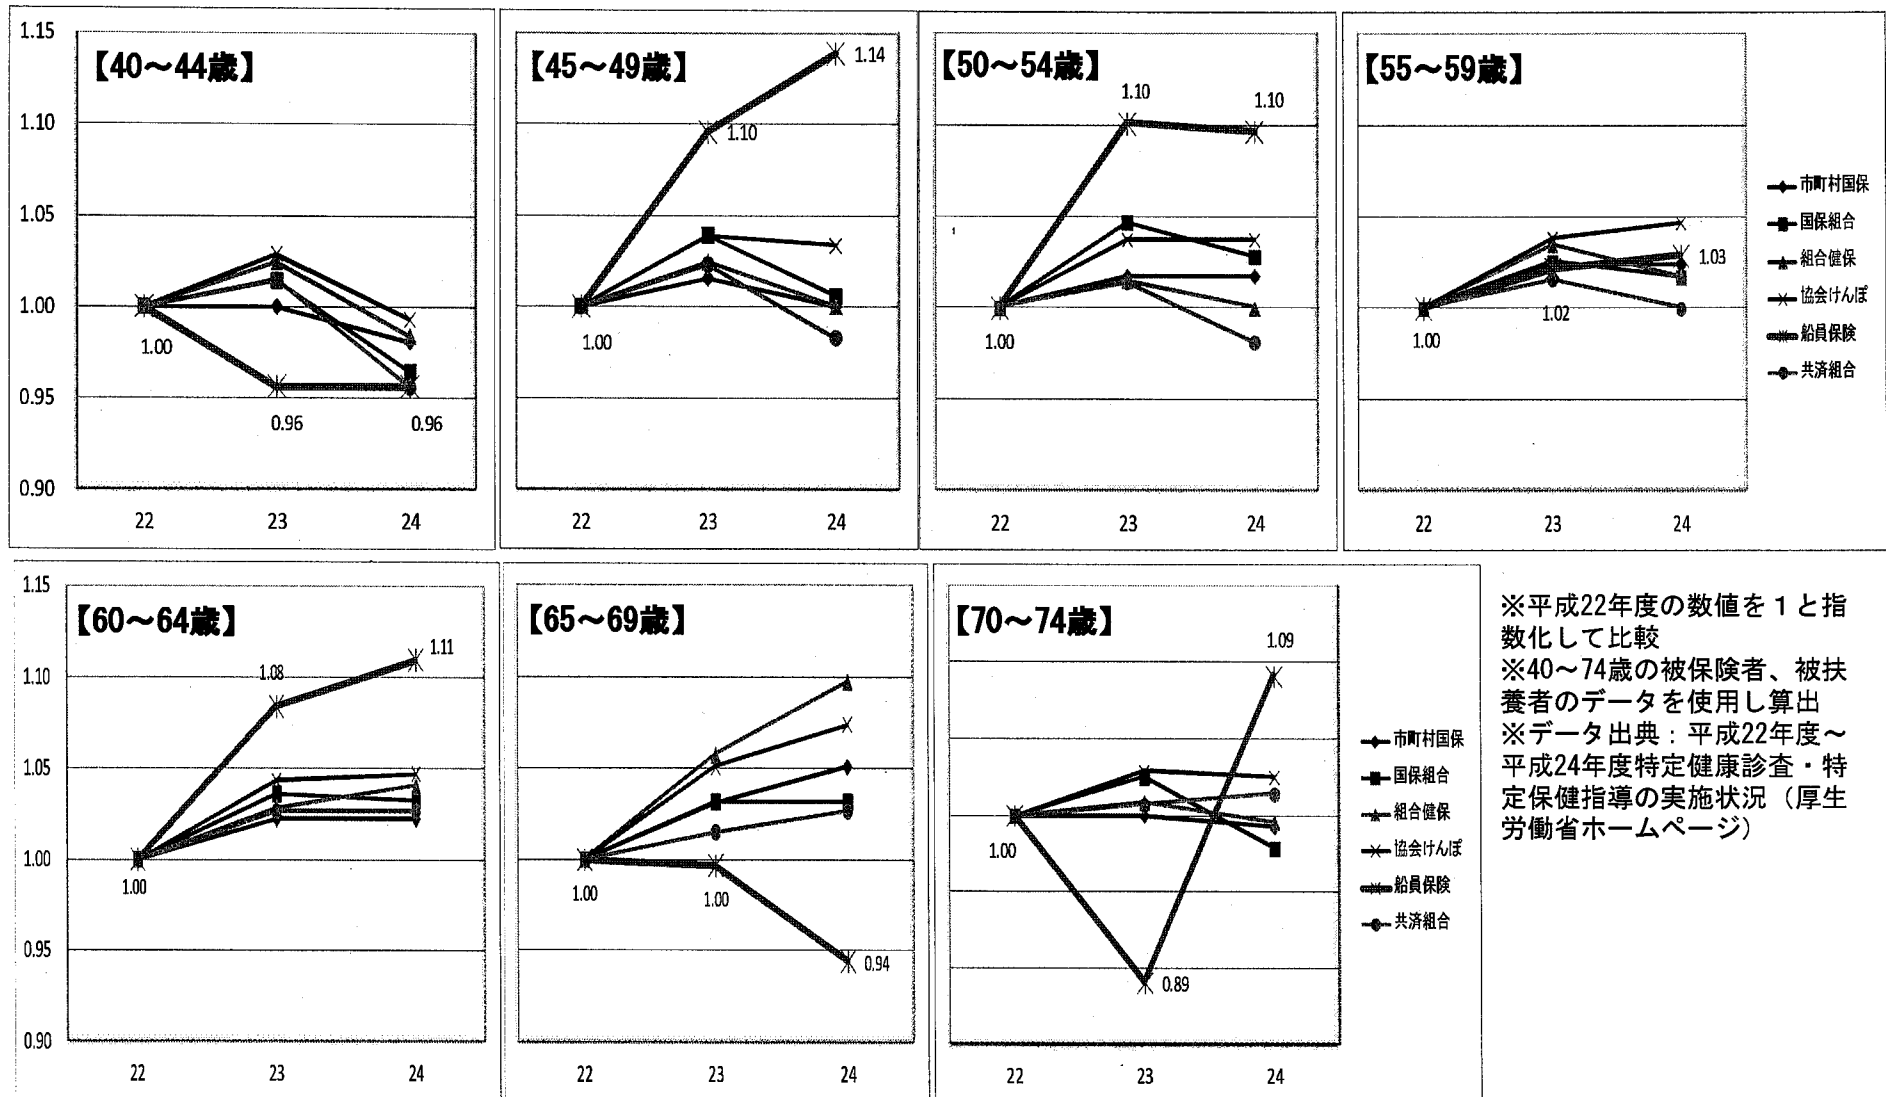 1.15
1.10
1.05
1.00
0.95
0.90
【40～44歳】
1.00
0.96
0.96
22 23 24
【45～49歳】
1.14
1.10
1.00
22 23 24
【50～54歳】
1.10
1.10
1.00
22 23 24
【55～59歳】
1.03
1.02
1.00
22 23 24
市町村国保
国保組合
組合健保
協会けんぽ
船員保険
共済組合
1.15
1.10
1.05
1.00
0.95
0.90
【60～64歳】
1.11
1.08
1.00
22 23 24
【65～69歳】
1.00
1.00
0.94
22 23 24
【70～74歳】
1.09
1.00
0.89
22 23 24
市町村国保
国保組合
組合健保
協会けんぽ
船員保険
共済組合
※平成22年度の数値を１と指
数化して比較
※40～74歳の被保険者、被扶
養者のデータを使用し算出
※データ出典：平成22年度～
平成24年度特定健康診査・特
定保健指導の実施状況（厚生
労働省ホームページ）